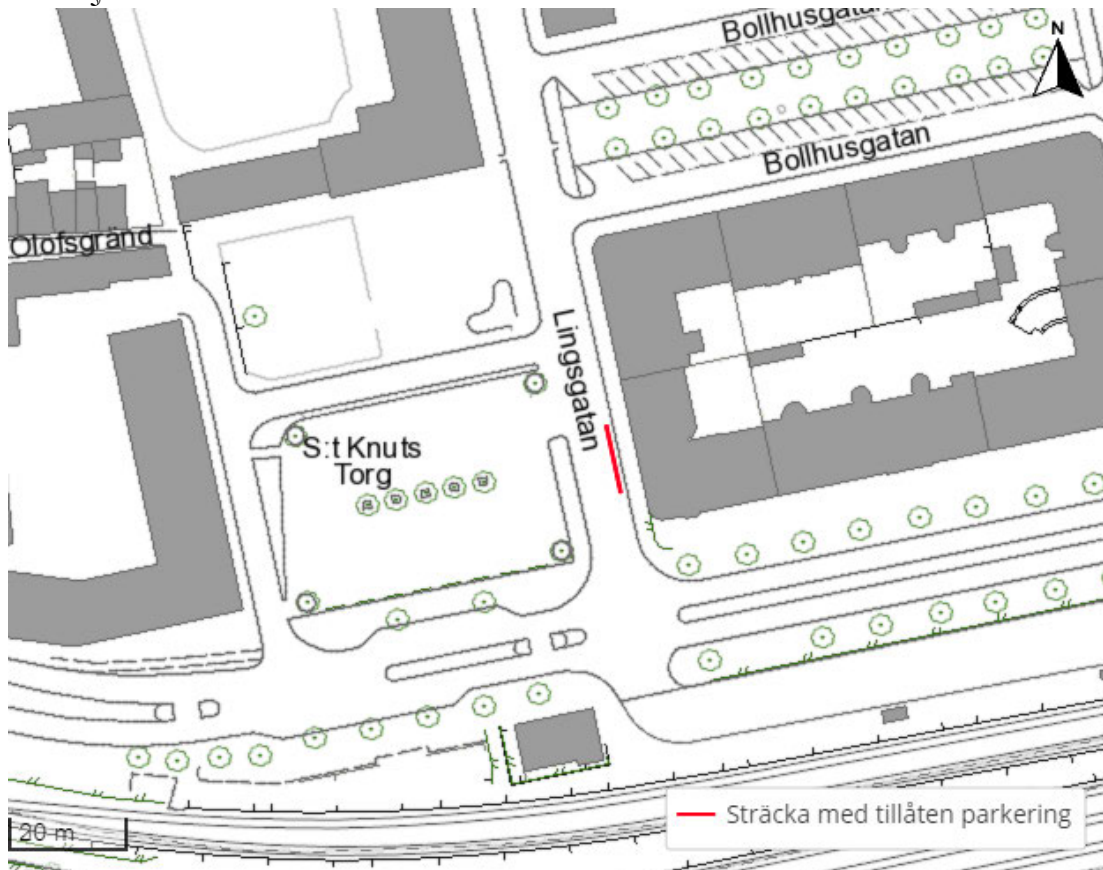 Bollhusgatan
N
Bollhusgatan
Olofsgränd
Lingsgatan
S:t Knuts
Torg
Sträcka med tillåten parkering
20 m